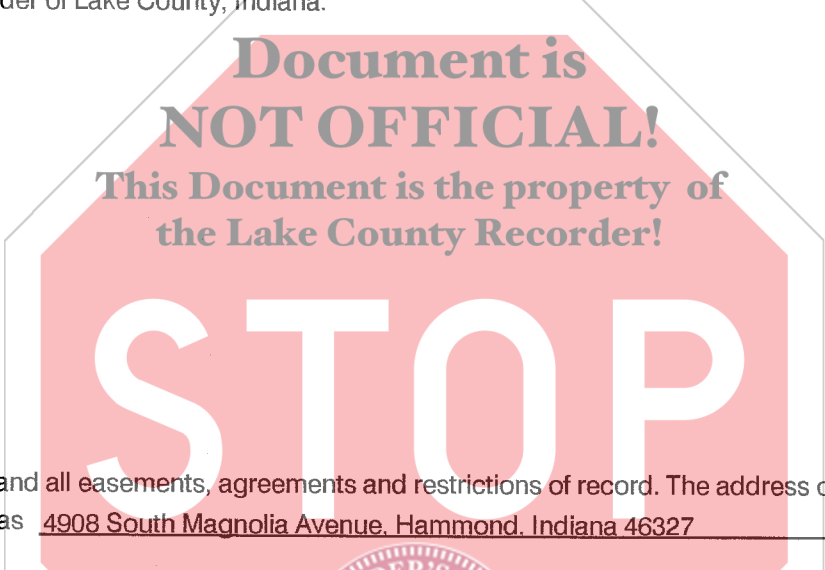 der of Lake County, Indiana.
Document is
NOT OFFICIAL!
This Document is the property of
the Lake County Recorder!
STOP
and all easements, agreements and restrictions of record. The address
as 4908 South Magnolia Avenue, Hammond, Indiana 46327